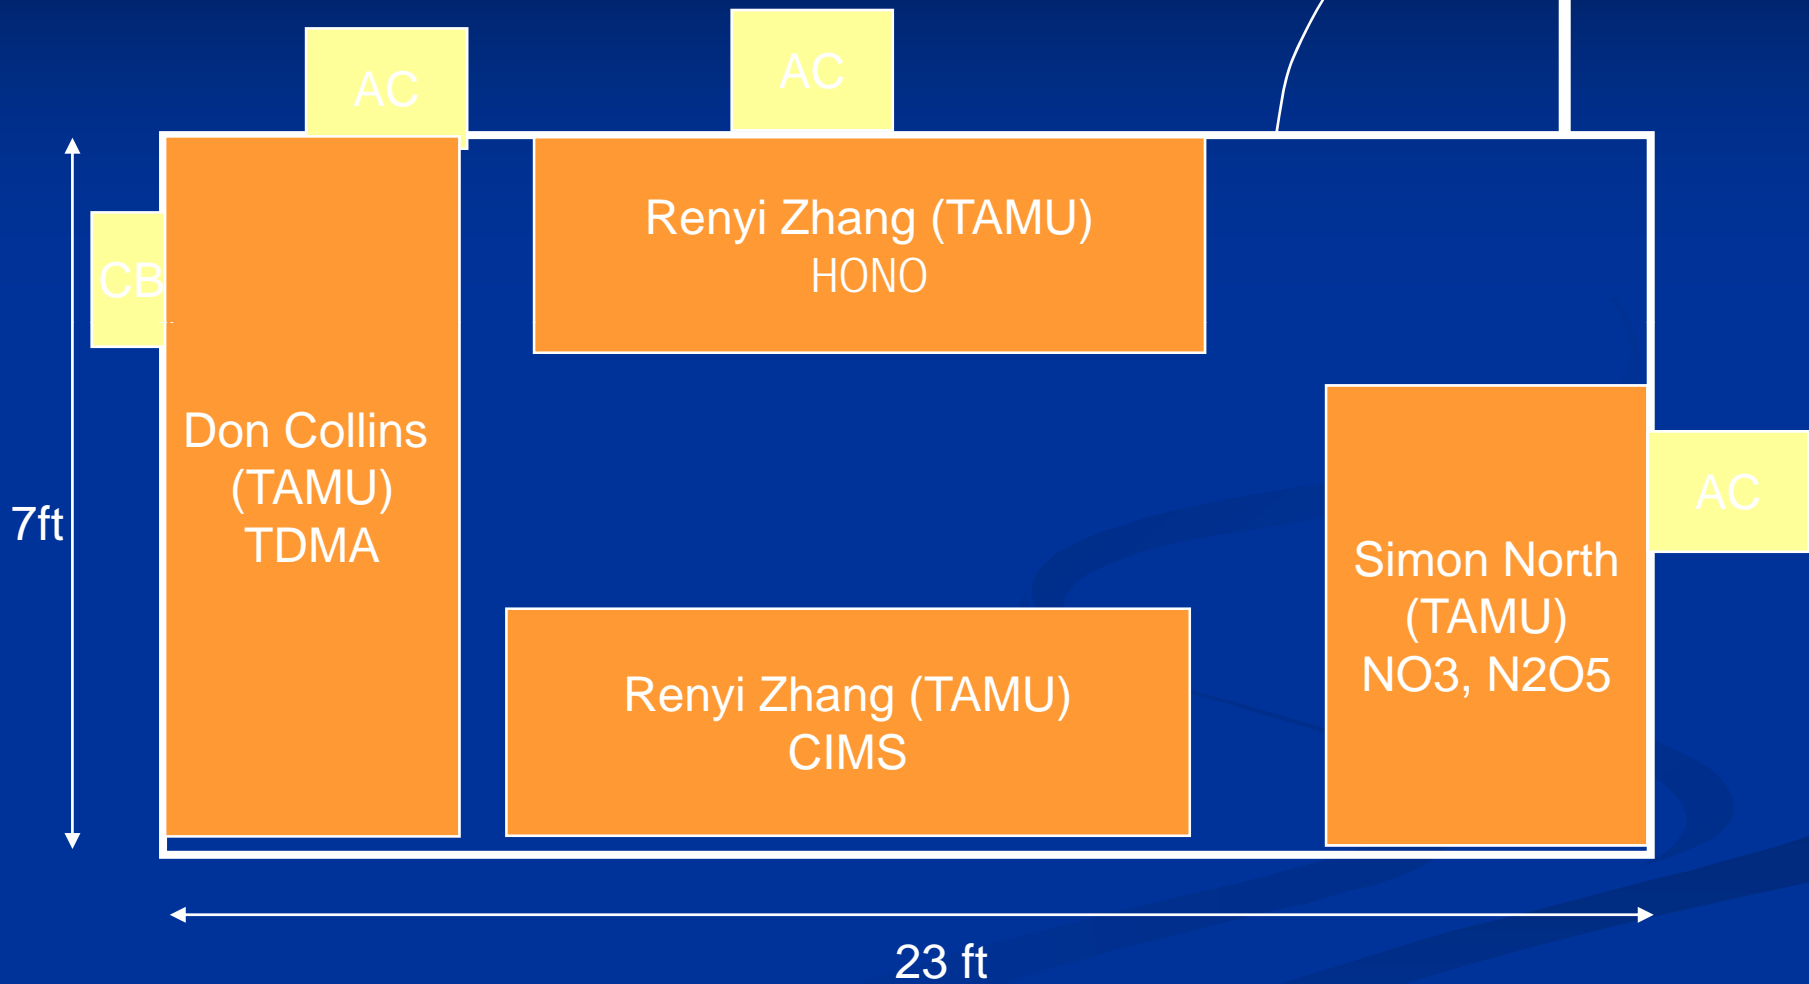 AC
AC
CB
Renyi Zhang (TAMU)
HONO
Don Collins
(TAMU)
TDMA
7ft
AC
Simon North
(TAMU)
NO3, N2O5
Renyi Zhang (TAMU)
CIMS
23 ft